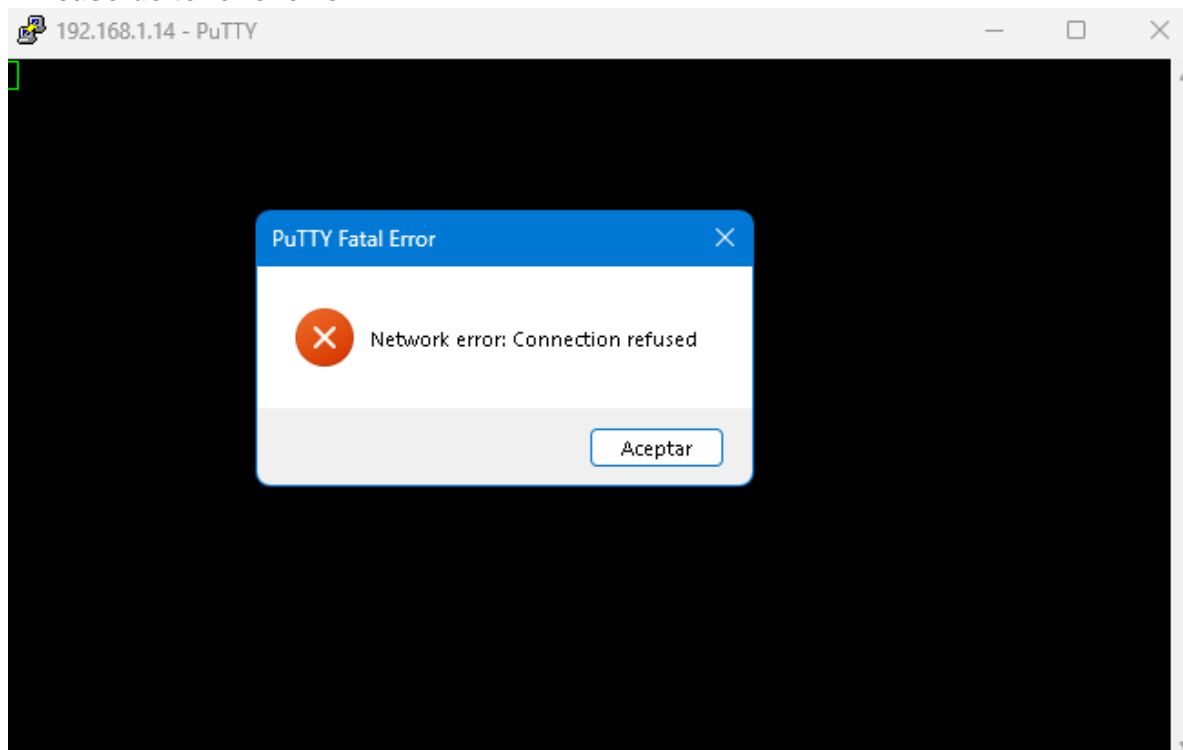 192.168.1.14 - PuTTY
PuTTY Fatal Error
Network error: Connection refused
Aceptar